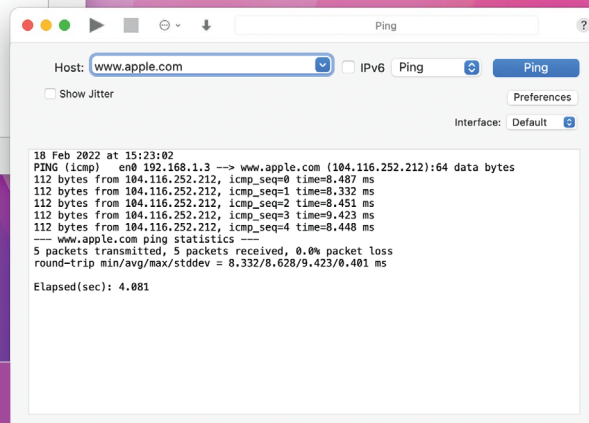 Ping
?
Host: www.apple.com IPv6 Ping Ping
Show Jitter
Preferences
Interface: Default
18 Feb 2022 at 15:23:02
PING (icmp) en0 192.168.1.3 --> www.apple.com (104.116.252.212):64 data bytes
112 bytes from 104.116.252.212, icmp_seq=0 time=8.487 ms
112 bytes from 104.116.252.212, icmp_seq=1 time=8.332 ms
112 bytes from 104.116.252.212, icmp_seq=2 time=8.451 ms
112 bytes from 104.116.252.212, icmp_seq=3 time=9.423 ms
112 bytes from 104.116.252.212, icmp_seq=4 time=8.448 ms
--- www.apple.com ping statistics ---
5 packets transmitted, 5 packets received, 0.0% packet loss
round-trip min/avg/max/stddev = 8.332/8.628/9.423/0.401 ms
Elapsed(sec): 4.081